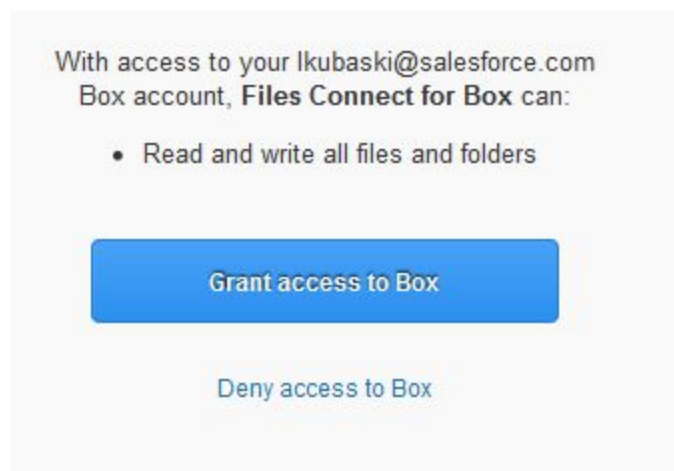 With access to your lkubaski@salesforce.com
Box account, Files Connect for Box can:
• Read and write all files and folders
Grant access to Box
Deny access to Box